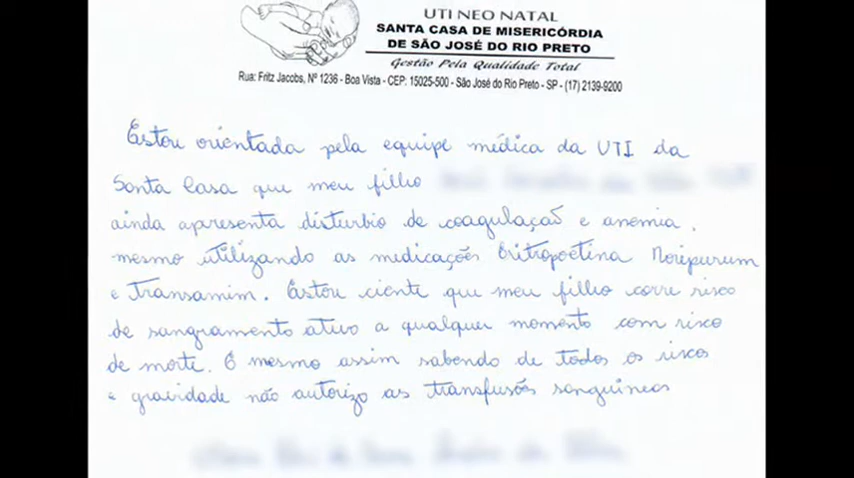 UTI NEO NATAL
SANTA CASA DE MISERICÓRDIA
DE SÃO JOSÉ DO RIO PRETO
Gestão Pela Qualidade Total
Rua: Fritz Jacobs, Nº 1236 - Boa Vista - CEP: 15025-500 - São José do Rio Preto - SP - (17) 2139-9200
Estou orientada pela equipe médica da UTI da
Santa Casa que meu filho
ainda apresenta disturbio de coagulação e anemia,
mesmo utilizando as medicações Eritropoetina Noripurum
e Transamim. Estou ciente que meu filho corre risco
de sangramento ativo a qualquer momento com risco
de morte. E mesmo assim sabendo de todos os riscos
e gravidade não autorizo as transfusões sanguineas